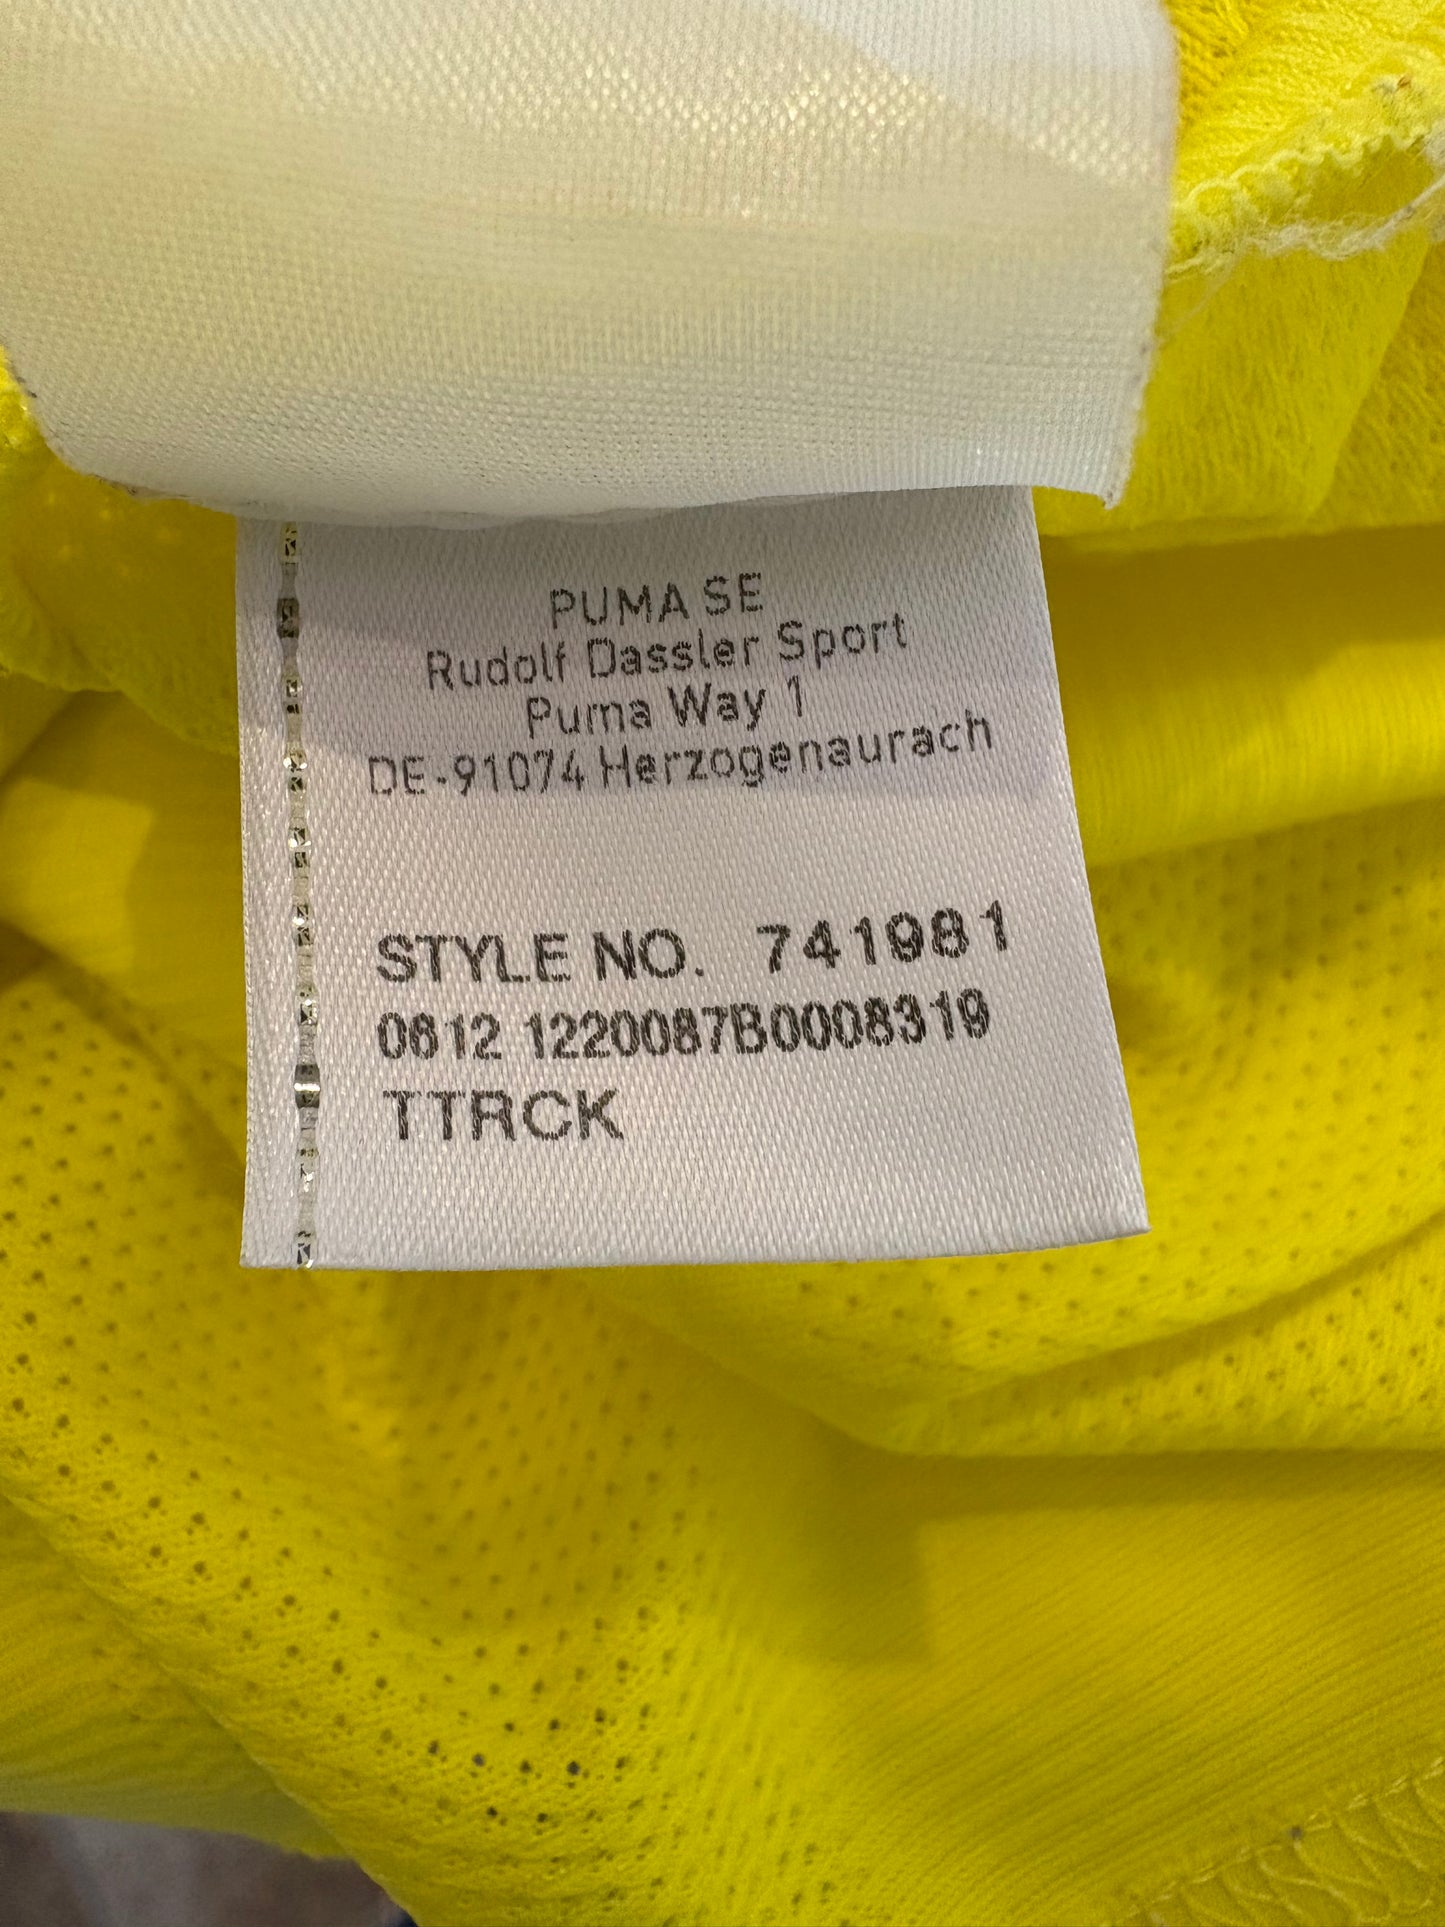 PUMA SE
Rudolf Dassler Sport
Puma Way 1
DE-91074 Herzogenaurach
STYLE NO. 741981
0612 1220087B0008319
TTRCK